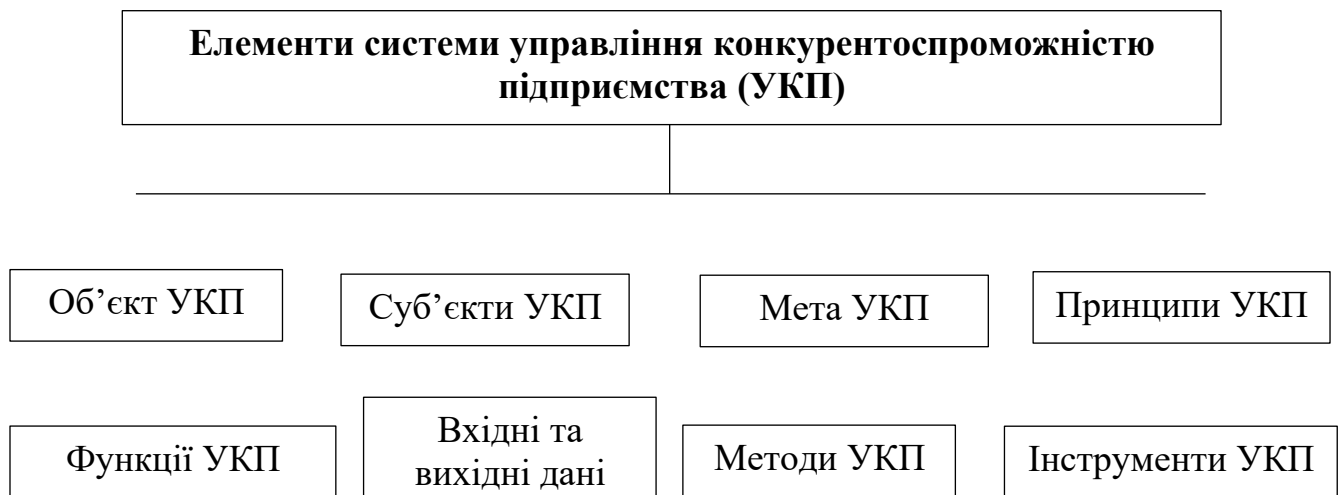 Елементи системи управління конкурентоспроможністю
підприємства (УКП)
Об’єкт УКП
Суб’єкти УКП
Мета УКП
Принципи УКП
Функції УКП
Вхідні та
вихідні дані
Методи УКП
Інструменти УКП